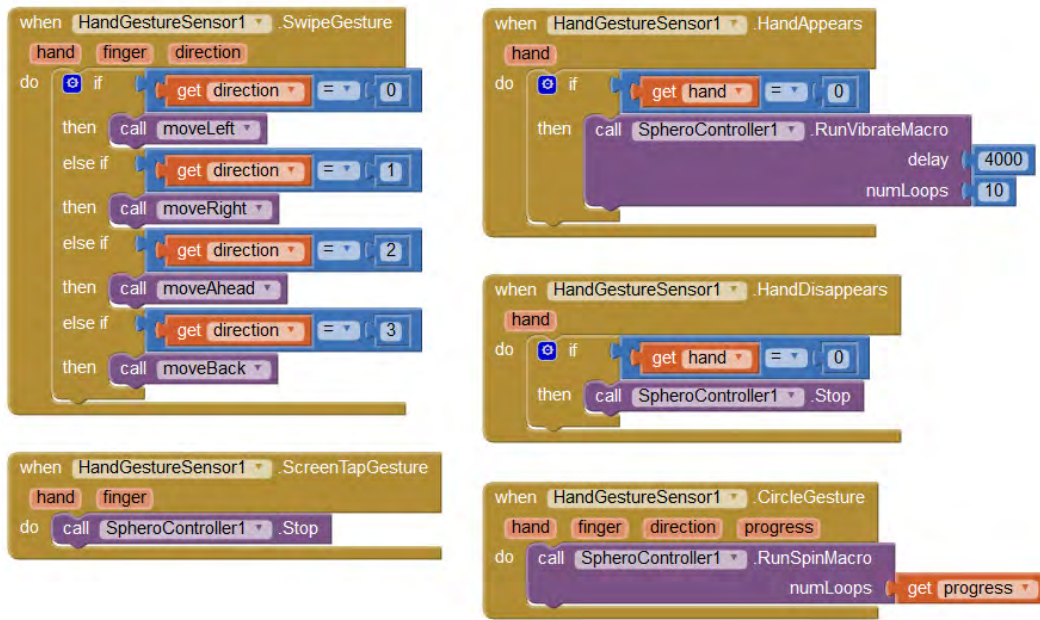 when HandGestureSensor1 .SwipeGesture
hand finger direction
do if get direction = 0
then call moveLeft
else if get direction = 1
then call moveRight
else if get direction = 2
then call moveAhead
else if get direction = 3
then call moveBack
when HandGestureSensor1 .ScreenTapGesture
hand finger
do call SpheroController1 .Stop
when HandGestureSensor1 .HandAppears
hand
do if get hand = 0
then call SpheroController1 .RunVibrateMacro
delay 4000
numLoops 10
when HandGestureSensor1 .HandDisappears
hand
do if get hand = 0
then call SpheroController1 .Stop
when HandGestureSensor1 .CircleGesture
hand finger direction progress
do call SpheroController1 .RunSpinMacro
numLoops get progress